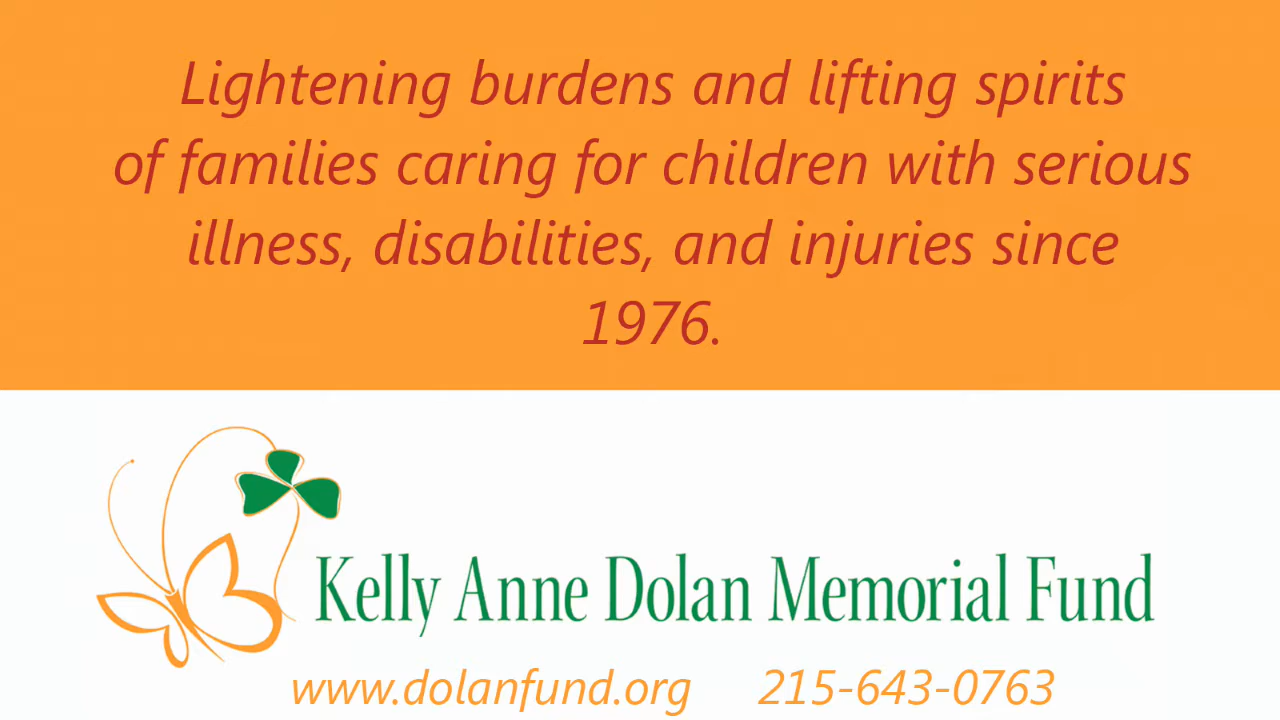 Lightening burdens and lifting spirits
of families caring for children with serious
illness, disabilities, and injuries since
1976.
Kelly Anne Dolan Memorial Fund
www.dolanfund.org 215-643-0763